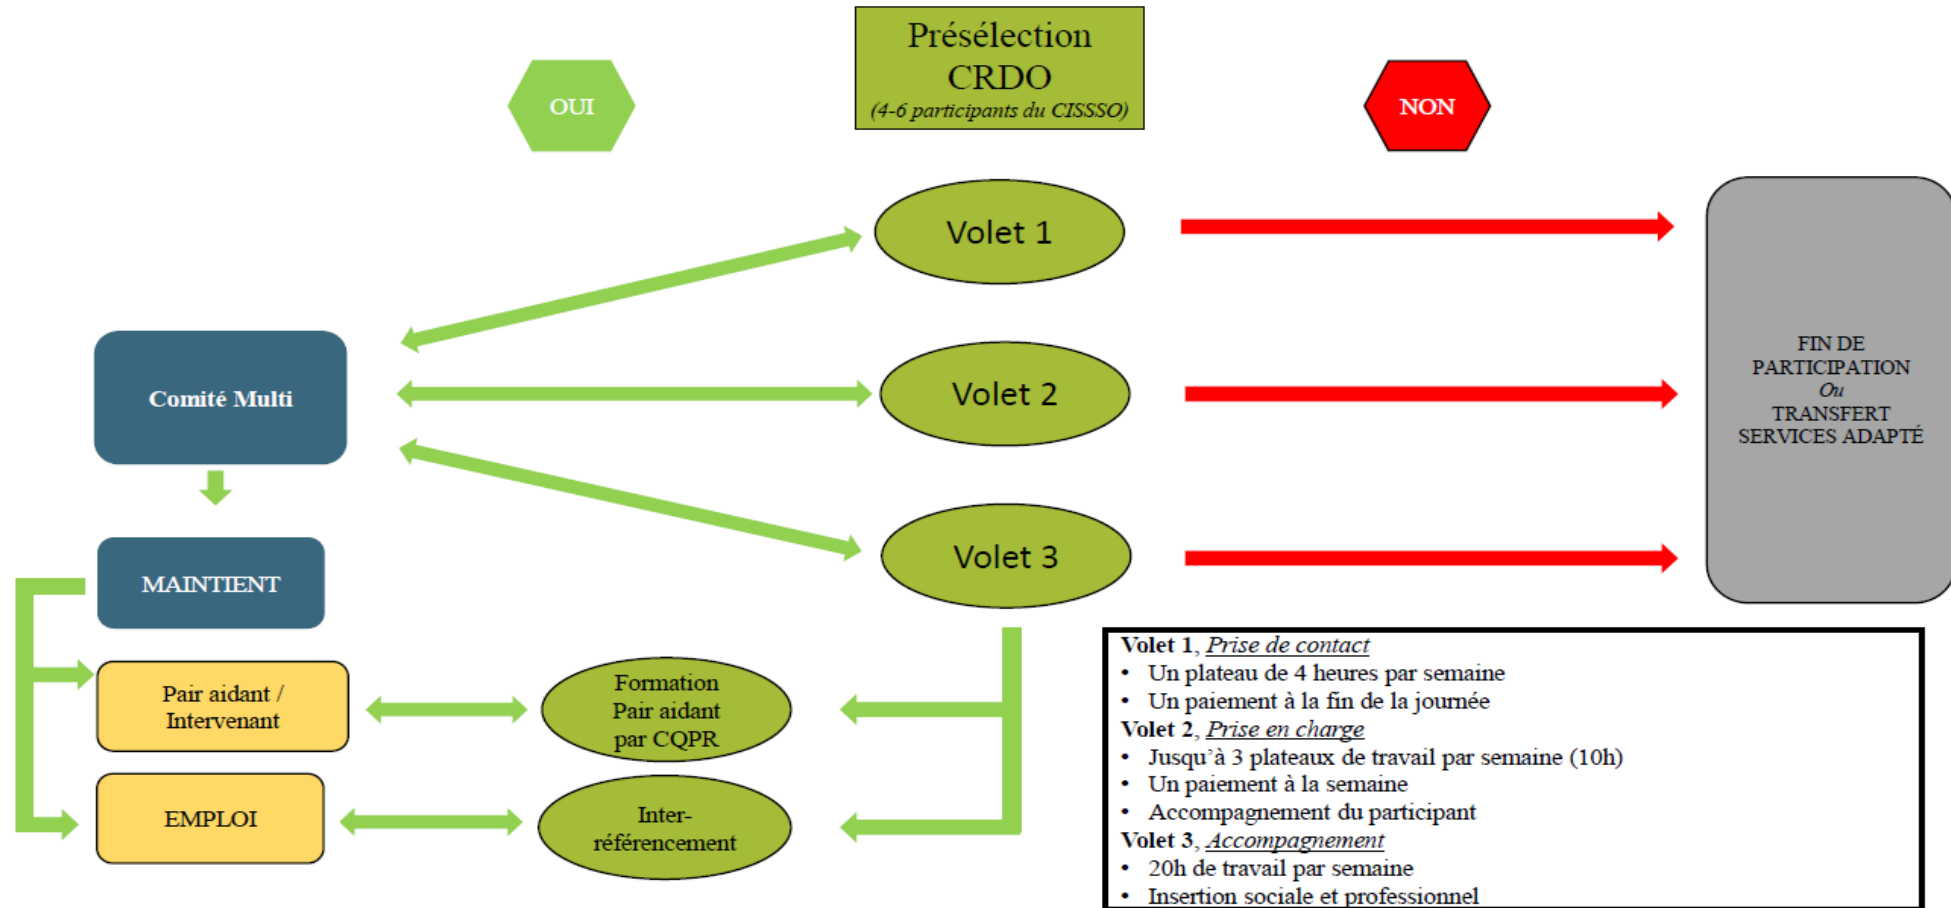 Présélection
CRDO
(4-6 participants du CISSSO)
OUI
NON
Volet 1
Volet 2
Volet 3
Comité Multi
MAINTIENT
Pair aidant /
Intervenant
EMPLOI
Formation
Pair aidant
par CQPR
Inter-
référencement
FIN DE
PARTICIPATION
Ou
TRANSFERT
SERVICES ADAPTÉ
Volet 1, Prise de contact
• Un plateau de 4 heures par semaine
• Un paiement à la fin de la journée
Volet 2, Prise en charge
• Jusqu’à 3 plateaux de travail par semaine (10h)
• Un paiement à la semaine
• Accompagnement du participant
Volet 3, Accompagnement
• 20h de travail par semaine
• Insertion sociale et professionnel